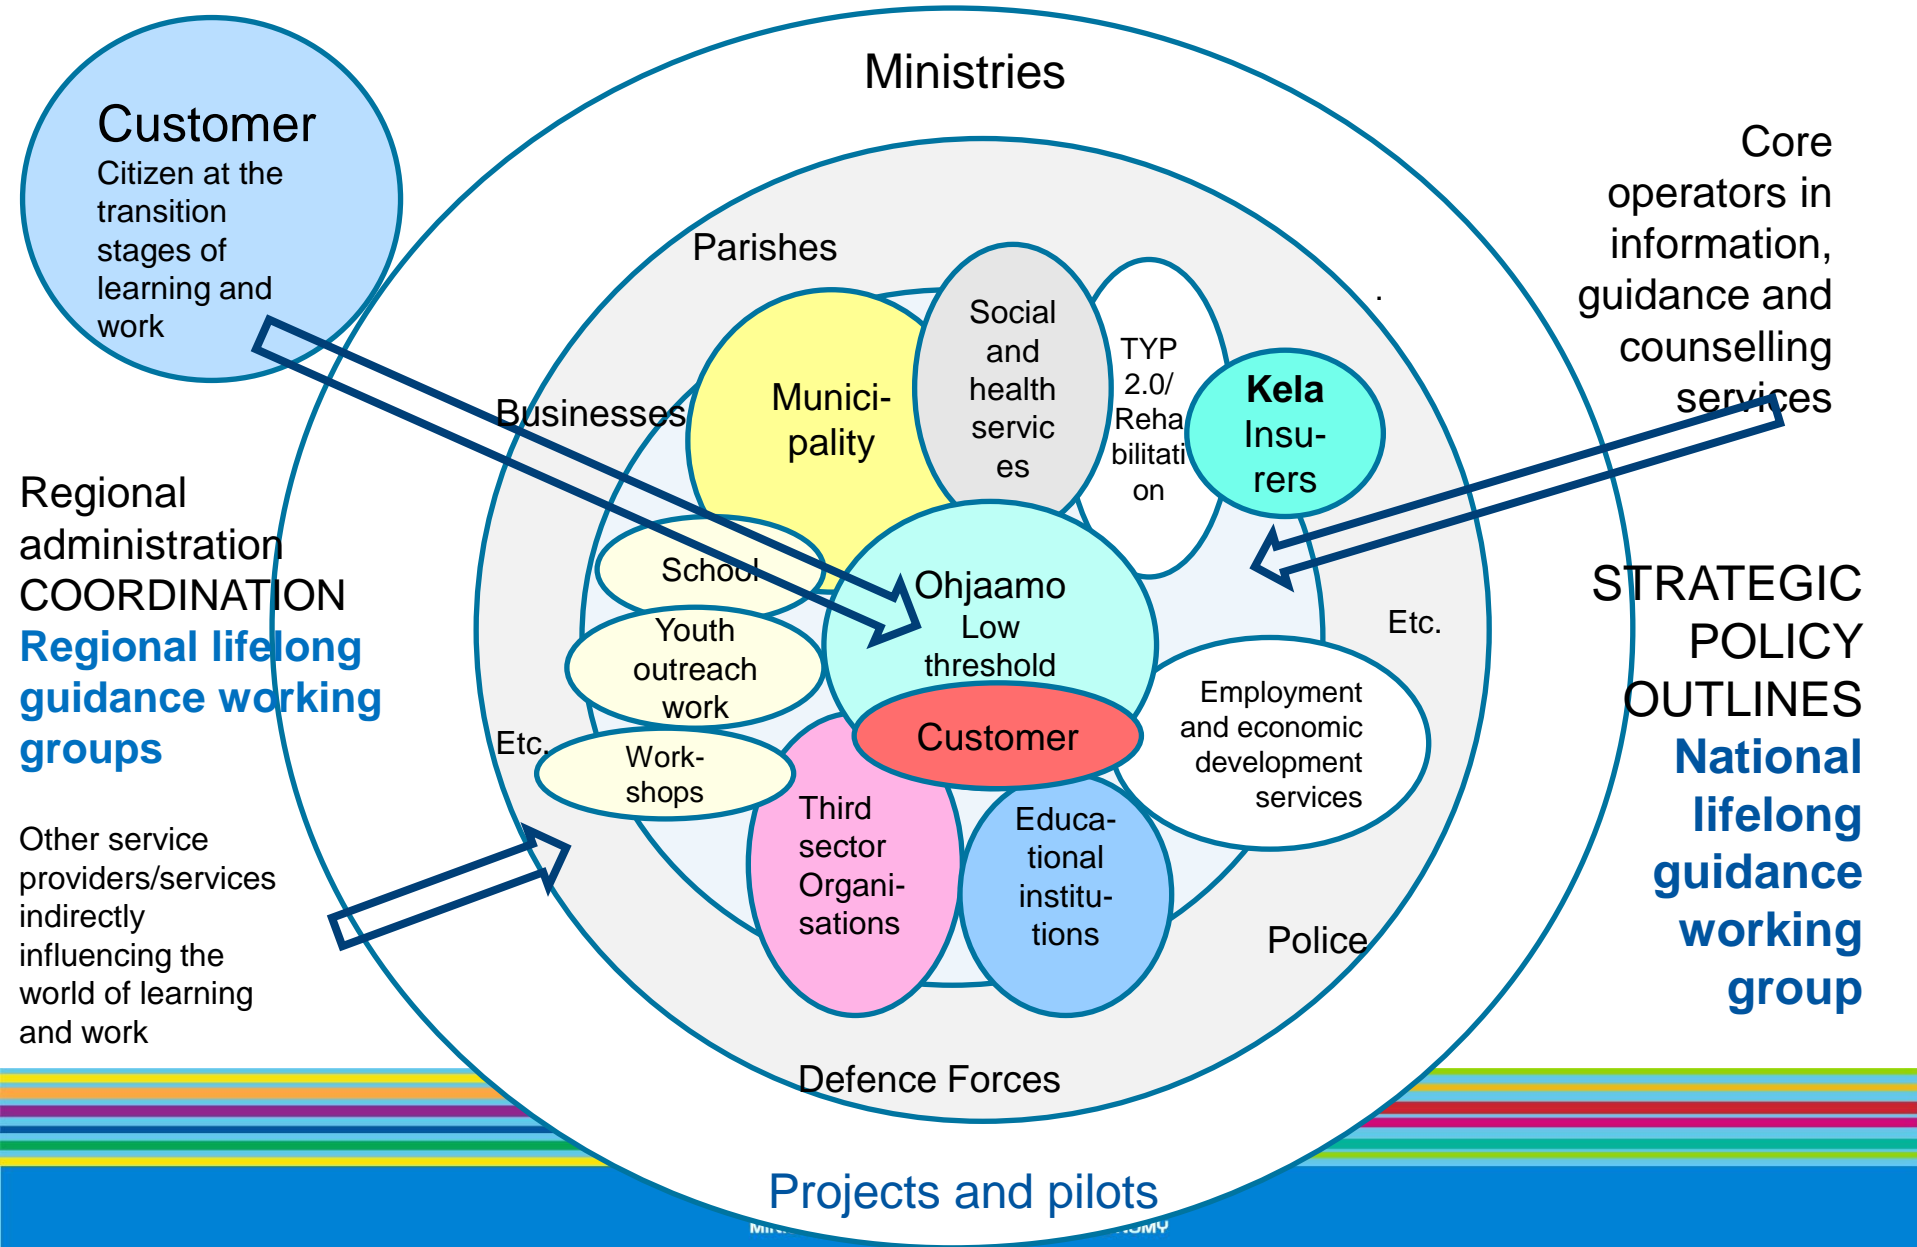 Ministries
Customer
Citizen at the
transition
stages of
learning and
work
Core
operators in
information,
guidance and
counselling
services
.
Parishes
Businesses
Munici-
pality
Social
and
health
servic
es
TYP
2.0/
Reha
bilitati
on
Kela
Insu-
rers
Regional
administration
COORDINATION
Regional lifelong
guidance working
groups
School
Youth
outreach
work
Work-
shops
Etc.
Ohjaamo
Low
threshold
Customer
Etc.
Employment
and economic
development
services
STRATEGIC
POLICY
OUTLINES
National
lifelong
guidance
working
group
Third
sector
Organi-
sations
Educa-
tional
institu-
tions
Police
Other service
providers/services
indirectly
influencing the
world of learning
and work
Defence Forces
Projects and pilots